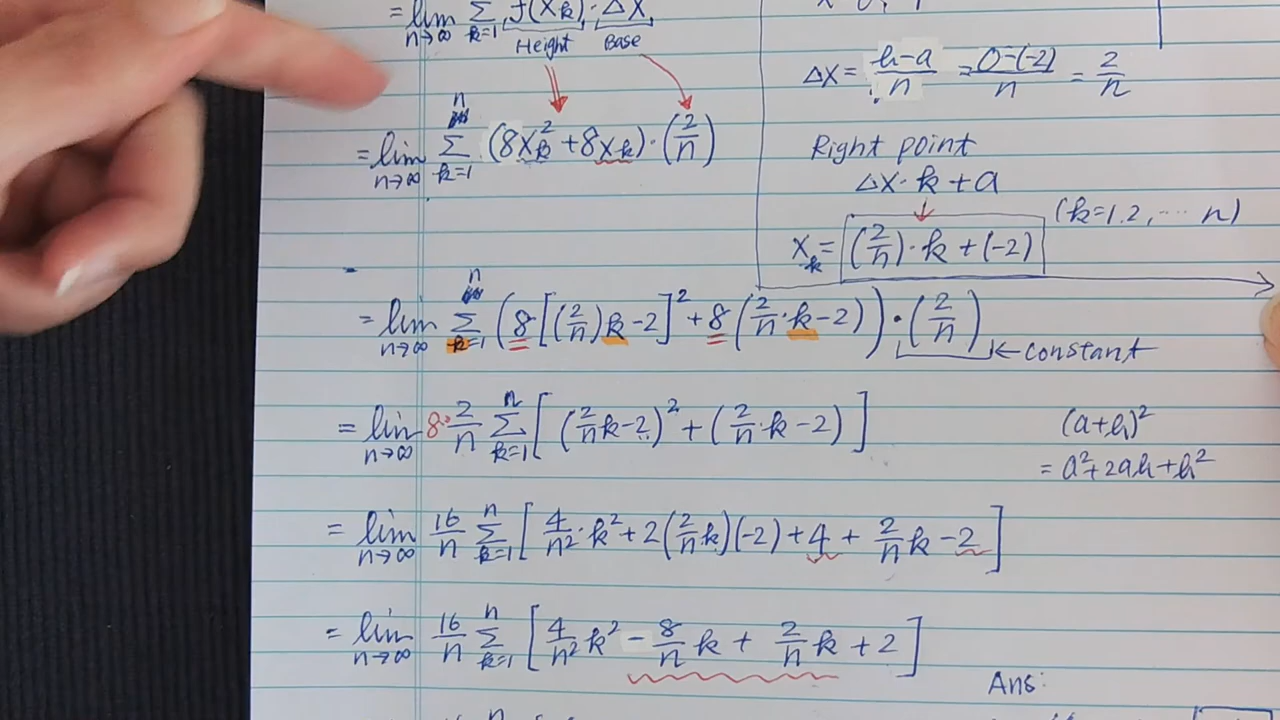 = lim n→∞ Σ k=1 f(xk) · Δx
Height Base
Δx = b-a/n = 0-(-2)/n = 2/n
= lim n→∞ Σ k=1 n (8xk² + 8xk) · (2/n)
Right point
Δx · k + a
(k=1.2, ... n)
xk = (2/n) · k + (-2)
= lim n→∞ Σ k=1 n (8[(2/n)k - 2]² + 8(2/n · k - 2)) · (2/n)
← constant
= lim n→∞ 8 · 2/n Σ k=1 n [(2/n k - 2)² + (2/n · k - 2)]
(a+b)²
= a² + 2ab + b²
= lim n→∞ 16/n Σ k=1 n [4/n² · k² + 2(2/n k)(-2) + 4 + 2/n k - 2]
= lim n→∞ 16/n Σ k=1 n [4/n² k² - 8/n k + 2/n k + 2]
Ans: